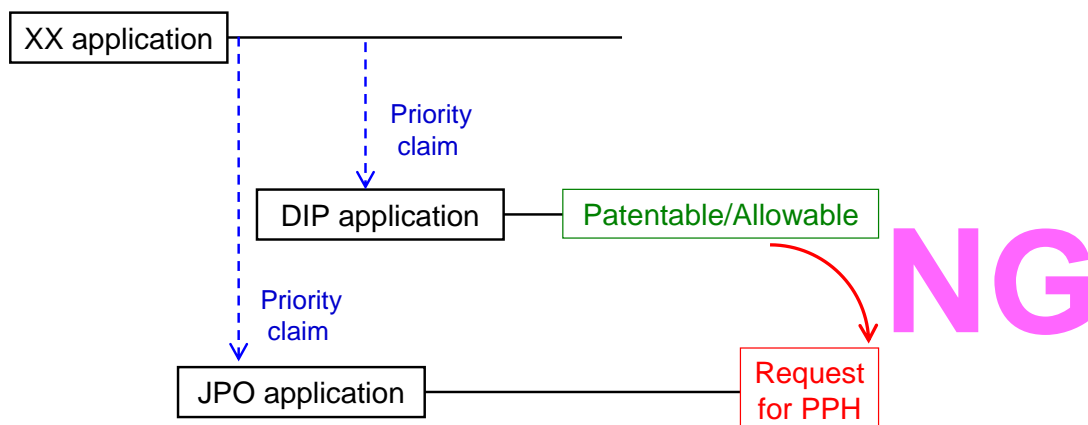 XX application
Priority
claim
DIP application
Patentable/Allowable
NG
Priority
claim
JPO application
Request
for PPH